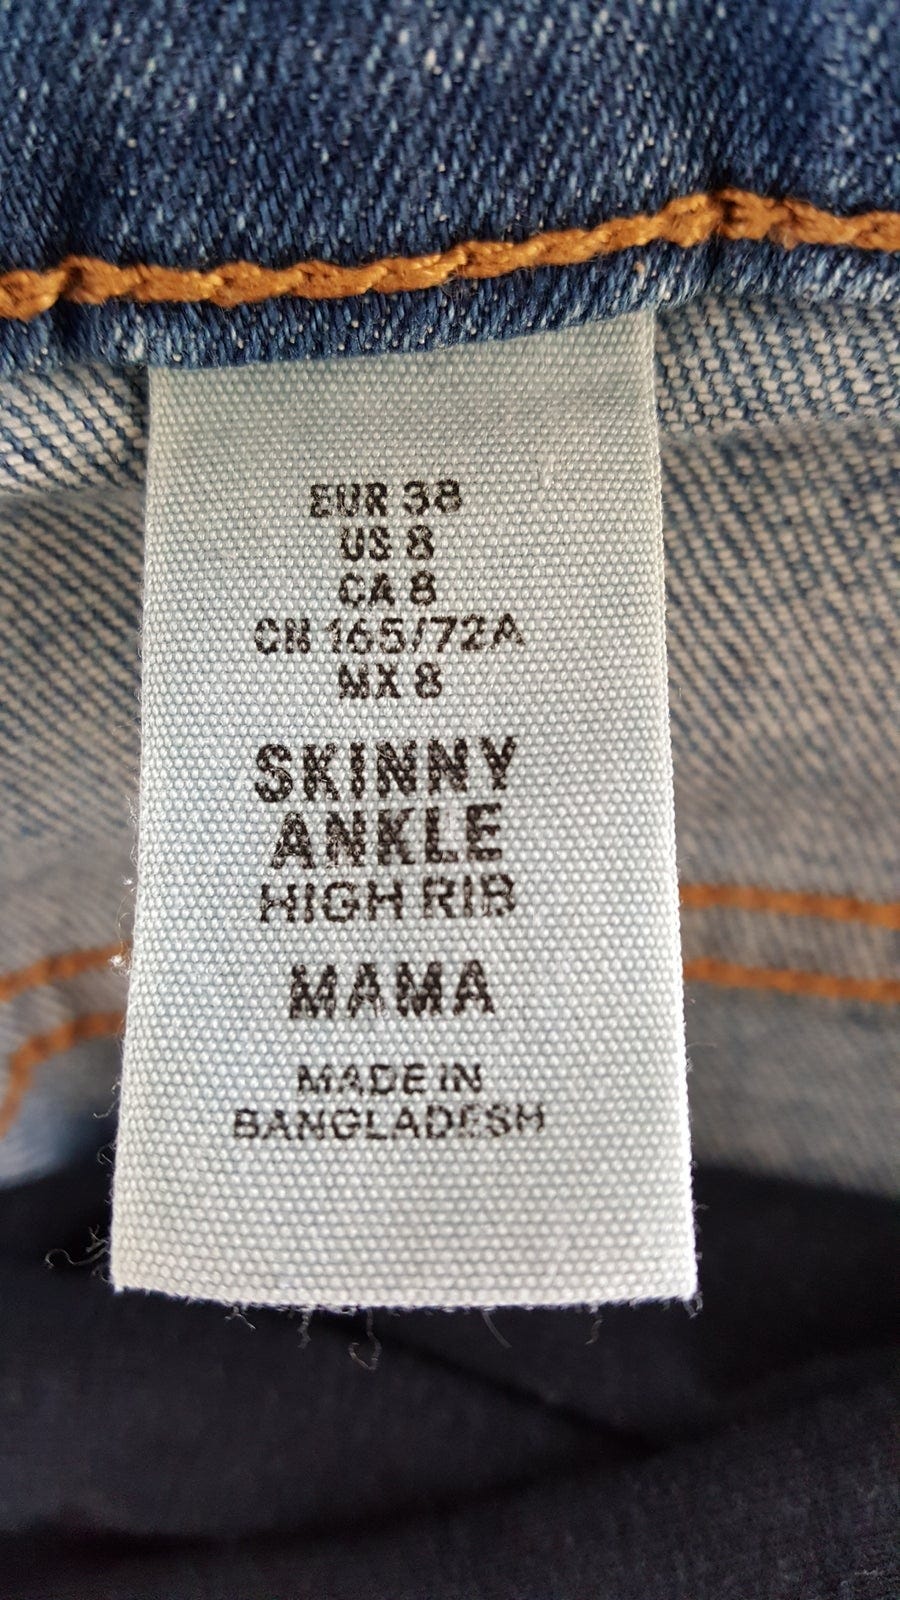 EUR 38
US 8
CA 8
CN 165/72A
MX 8
SKINNY
ANKLE
HIGH RIB
MAMA
MADE IN
BANGLADESH